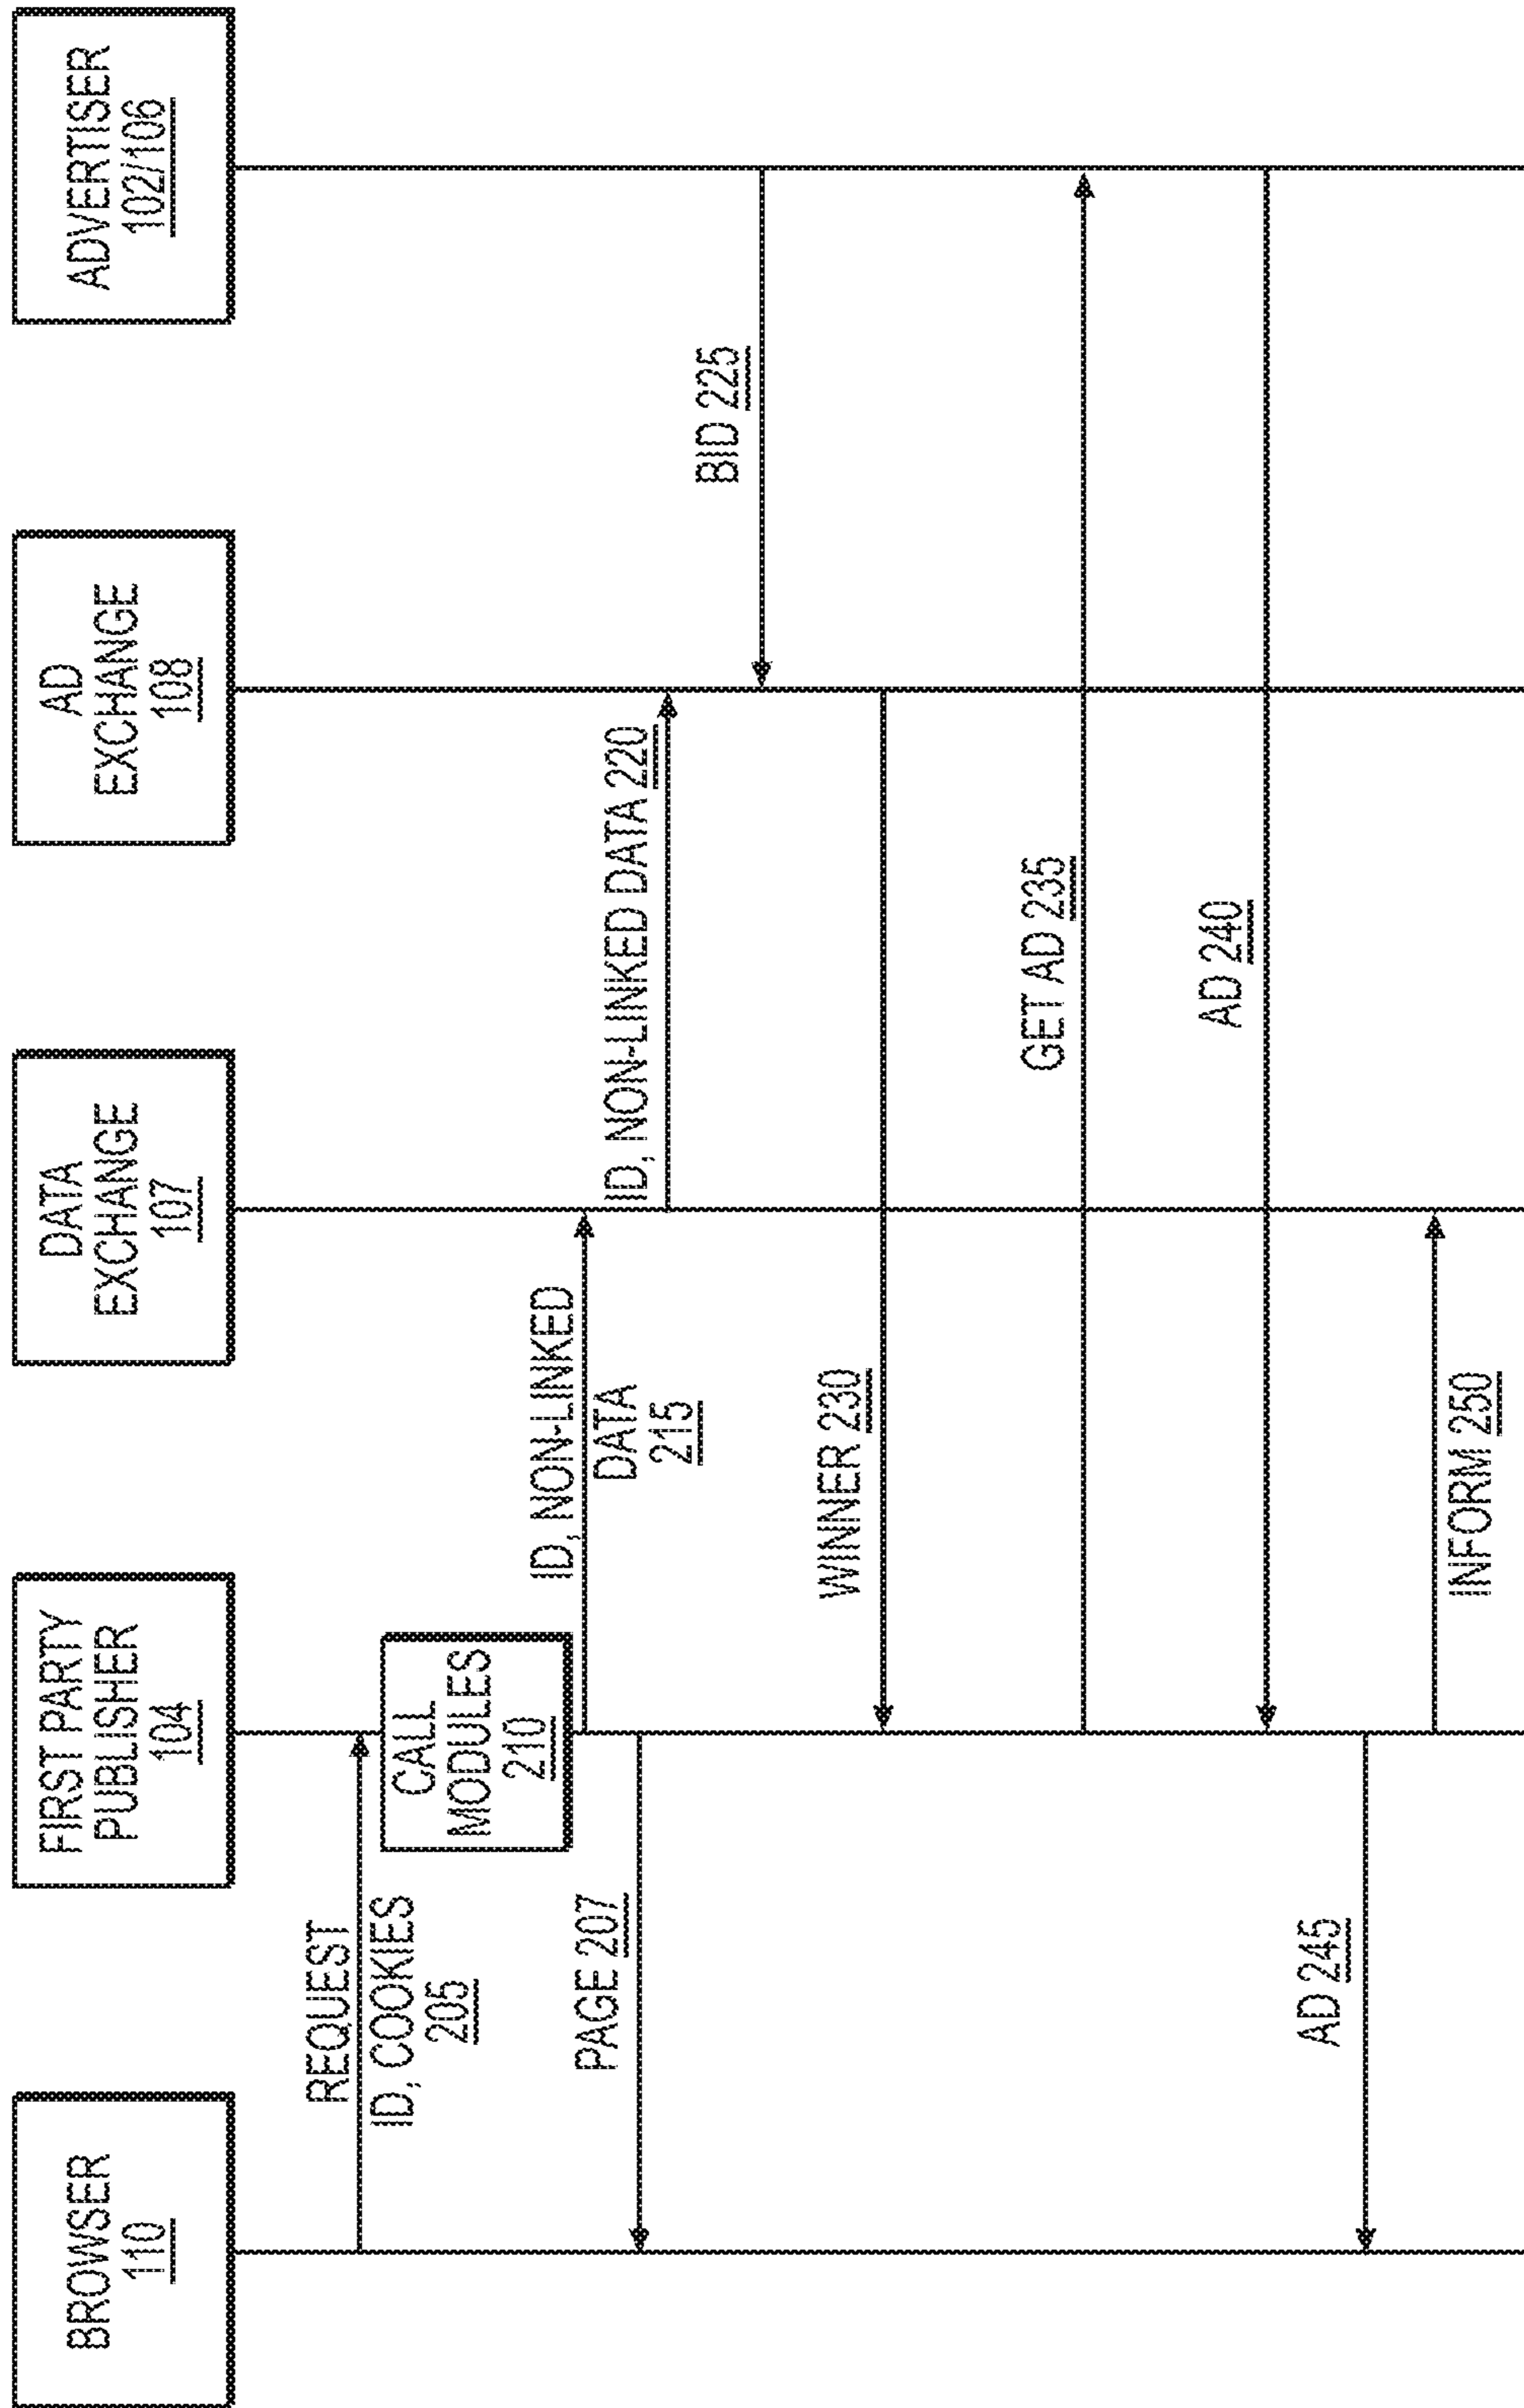 BROWSER
110
FIRST PARTY
PUBLISHER
104
DATA
EXCHANGE
107
AD
EXCHANGE
108
ADVERTISER
102/106
REQUEST
ID, COOKIES
205
CALL
MODULES
210
ID, NON-LINKED
DATA
215
PAGE 207
ID, NON-LINKED DATA 220
BID 225
WINNER 230
GET AD 235
AD 240
AD 245
INFORM 250